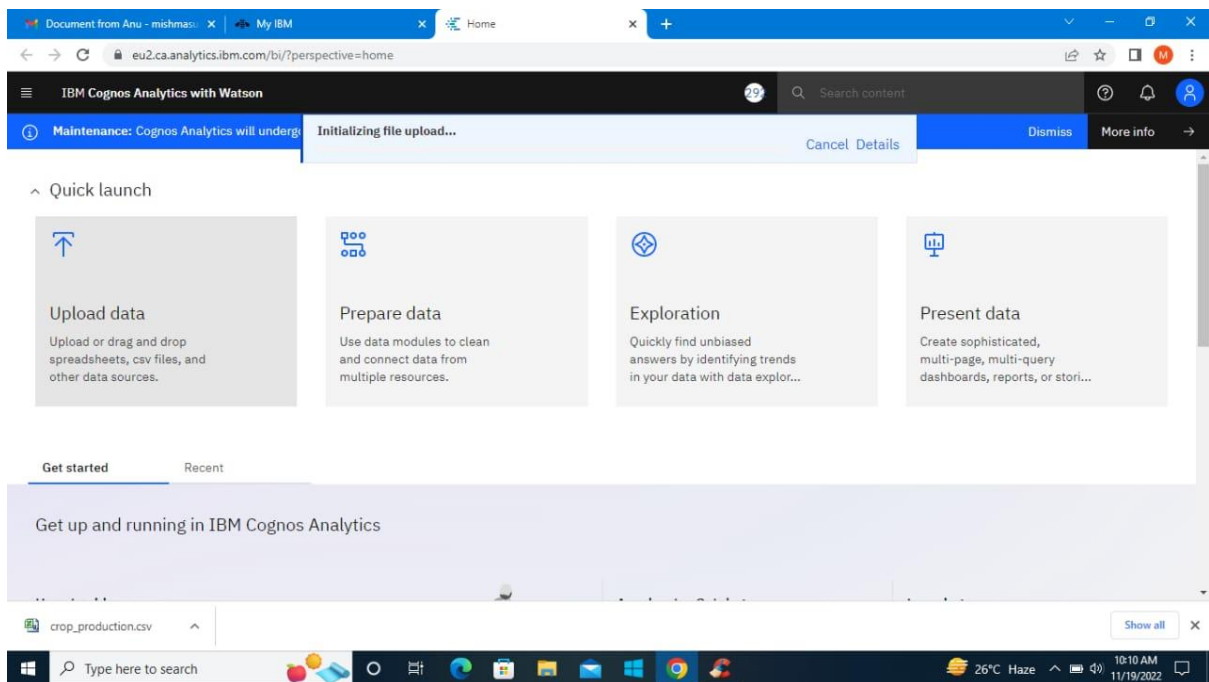 Document from Anu - mishmasu
My IBM
Home
eu2.ca.analytics.ibm.com/bi/?perspective=home
M
IBM Cognos Analytics with Watson
29
Search content
Maintenance: Cognos Analytics will underg
Initializing file upload...
Cancel Details
Dismiss
More info
Quick launch
Upload data
Upload or drag and drop
spreadsheets, csv files, and
other data sources.
Prepare data
Use data modules to clean
and connect data from
multiple resources.
Exploration
Quickly find unbiased
answers by identifying trends
in your data with data explor...
Present data
Create sophisticated,
multi-page, multi-query
dashboards, reports, or stori...
Get started
Recent
Get up and running in IBM Cognos Analytics
crop_production.csv
Show all
Type here to search
26°C Haze
10:10 AM
11/19/2022